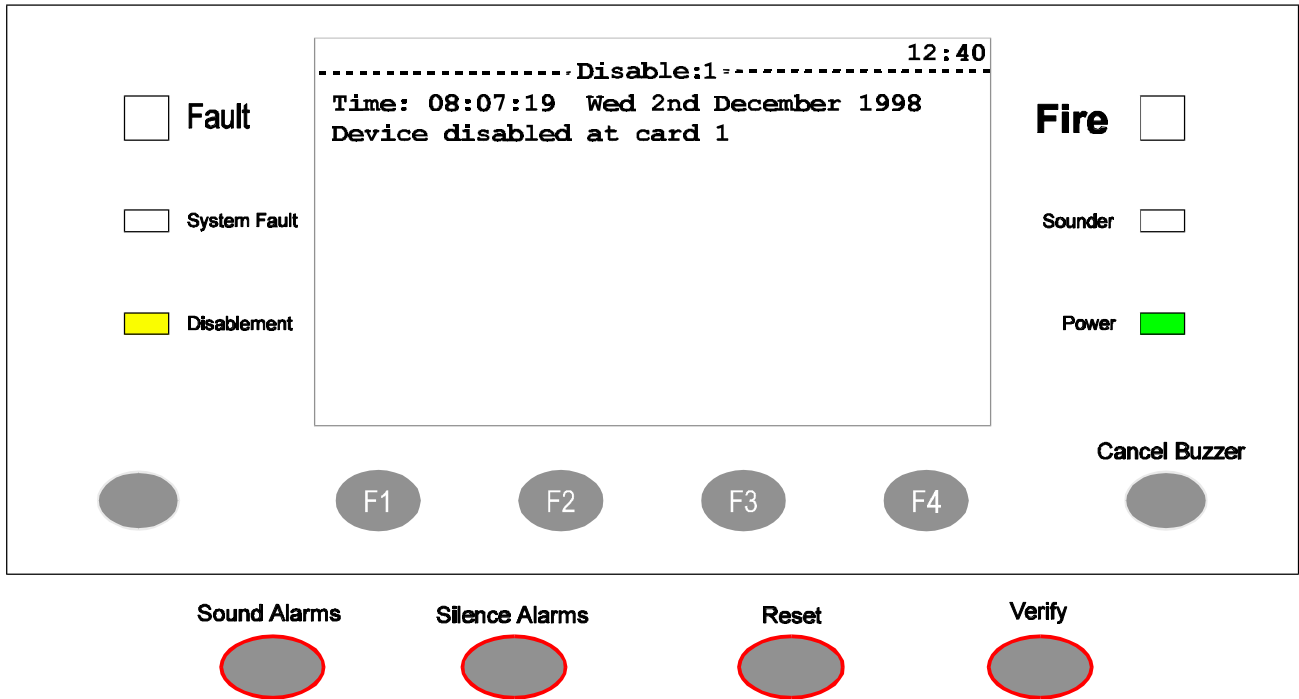 12:40
Disable:1
Time: 08:07:19 Wed 2nd December 1998
Device disabled at card 1
Fault
System Fault
Disablement
Fire
Sounder
Power
Cancel Buzzer
F1
F2
F3
F4
Sound Alarms
Silence Alarms
Reset
Verify